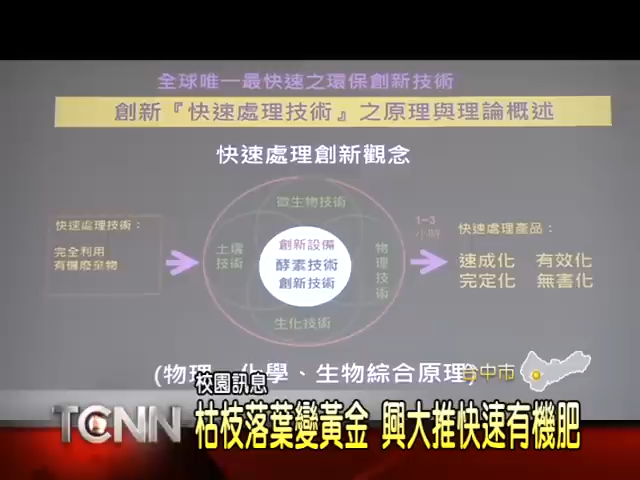 全球唯一最快速之環保創新技術
創新『快速處理技術』之原理與理論概述
快速處理創新觀念
快速處理技術：
完全利用
有機廢棄物
微生物技術
土壤
技術
創新設備
酵素技術
創新技術
物理技術
生化技術
1-3
小時
快速處理產品：
速成化 有效化
完定化 無害化
(物理、化學、生物綜合原理)
台中市
校園訊息
TCNN
枯枝落葉變黃金 興大推快速有機肥